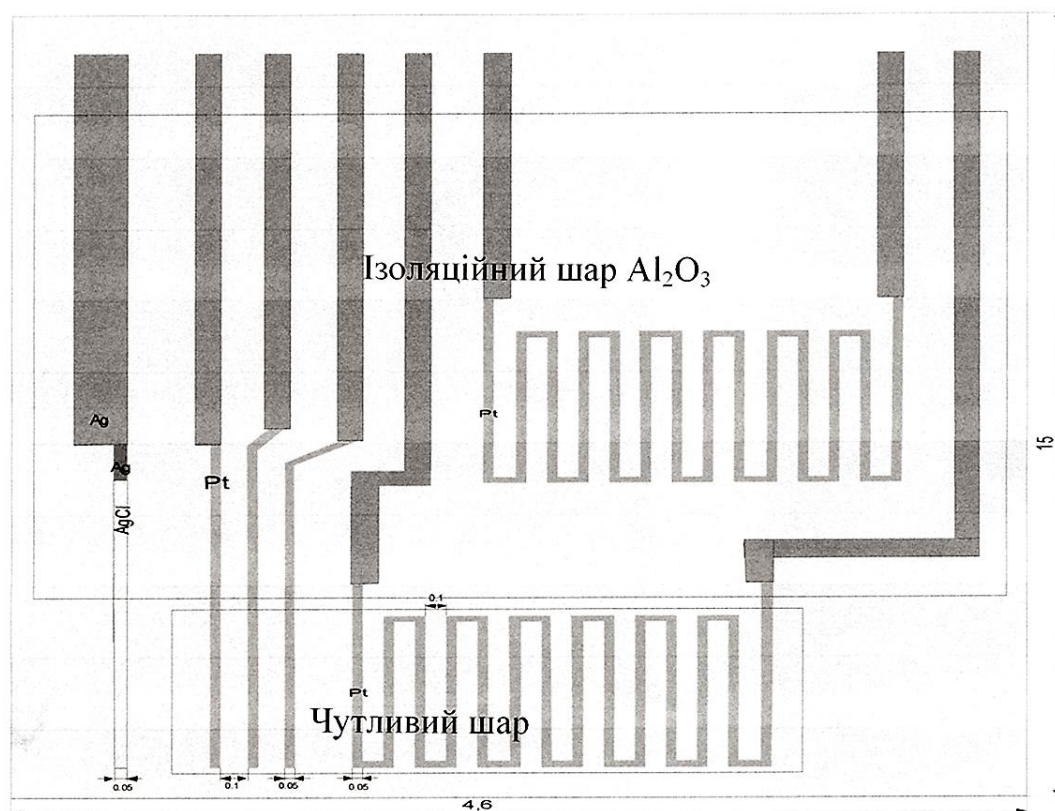 Ізоляційний шар Al₂O₃
Ag
Pt
Ag
Pt
AgCl
15
0.1
Pt
Чутливий шар
0.05
0.1
0.05
0.05
4,6